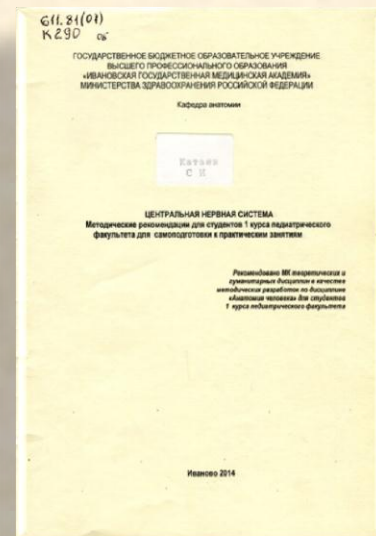 611.81(07)
К290
ГОСУДАРСТВЕННОЕ БЮДЖЕТНОЕ ОБРАЗОВАТЕЛЬНОЕ УЧРЕЖДЕНИЕ
ВЫСШЕГО ПРОФЕССИОНАЛЬНОГО ОБРАЗОВАНИЯ
«ИВАНОВСКАЯ ГОСУДАРСТВЕННАЯ МЕДИЦИНСКАЯ АКАДЕМИЯ»
МИНИСТЕРСТВА ЗДРАВООХРАНЕНИЯ РОССИЙСКОЙ ФЕДЕРАЦИИ
Кафедра анатомии
Катаев
С И
ЦЕНТРАЛЬНАЯ НЕРВНАЯ СИСТЕМА
Методические рекомендации для студентов 1 курса педиатрического
факультета для самоподготовки к практическим занятиям
Рекомендовано МК теоретических и
гуманитарных дисциплин в качестве
методических разработок по дисциплине
«Анатомия человека» для студентов
1 курса педиатрического факультета
Иваново 2014